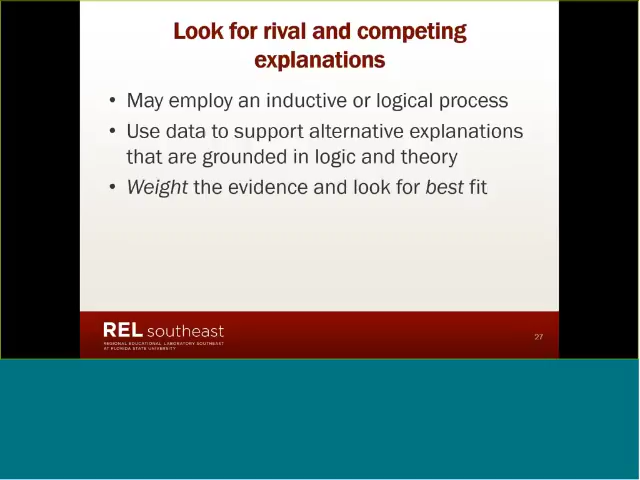 Look for rival and competing
explanations
• May employ an inductive or logical process
• Use data to support alternative explanations
that are grounded in logic and theory
• Weight the evidence and look for best fit
REL southeast
REGIONAL EDUCATIONAL LABORATORY SOUTHEAST
AT FLORIDA STATE UNIVERSITY
27